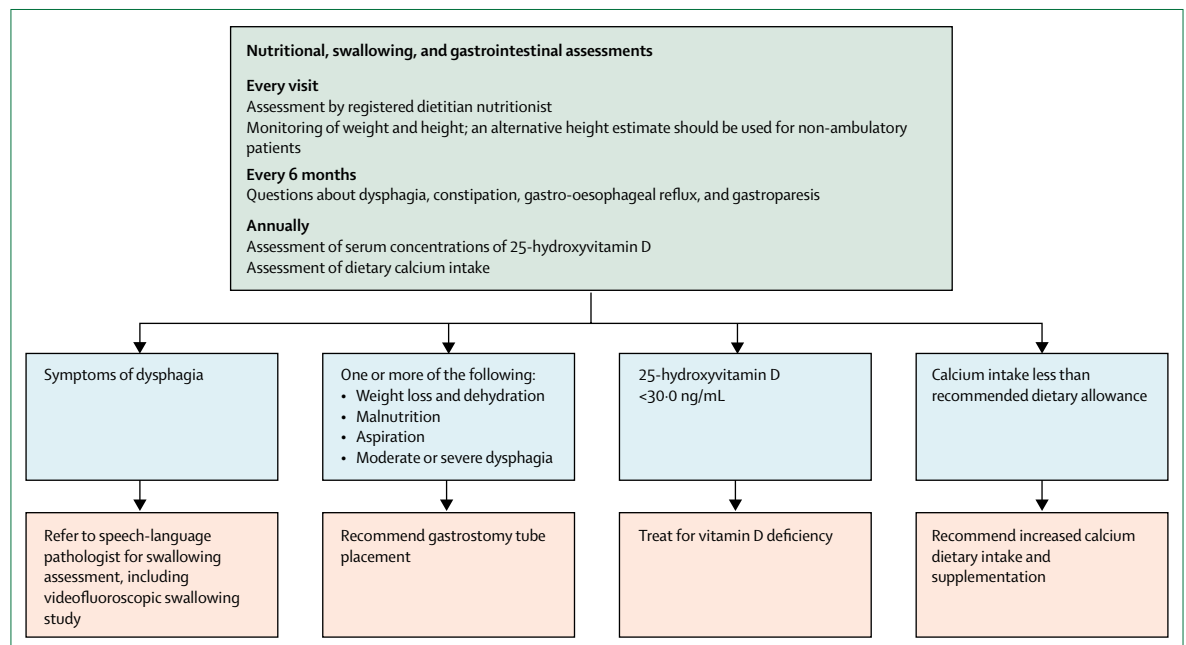 Nutritional, swallowing, and gastrointestinal assessments
Every visit
Assessment by registered dietitian nutritionist
Monitoring of weight and height; an alternative height estimate should be used for non-ambulatory
patients
Every 6 months
Questions about dysphagia, constipation, gastro-oesophageal reflux, and gastroparesis
Annually
Assessment of serum concentrations of 25-hydroxyvitamin D
Assessment of dietary calcium intake
Symptoms of dysphagia
One or more of the following:
• Weight loss and dehydration
• Malnutrition
• Aspiration
• Moderate or severe dysphagia
25-hydroxyvitamin D
<30·0 ng/mL
Calcium intake less than
recommended dietary allowance
Refer to speech-language
pathologist for swallowing
assessment, including
videofluoroscopic swallowing
study
Recommend gastrostomy tube
placement
Treat for vitamin D deficiency
Recommend increased calcium
dietary intake and
supplementation